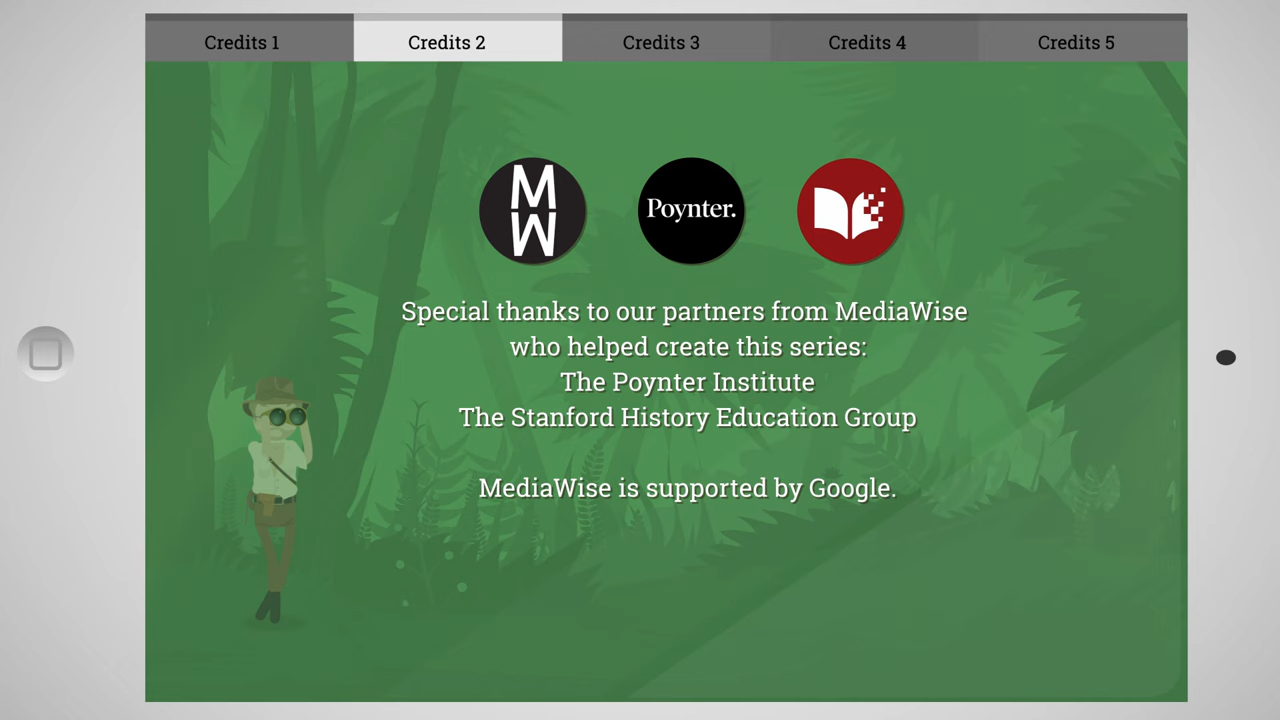 Credits 1
Credits 2
Credits 3
Credits 4
Credits 5
MW
Poynter.
Special thanks to our partners from MediaWise
who helped create this series:
The Poynter Institute
The Stanford History Education Group
MediaWise is supported by Google.